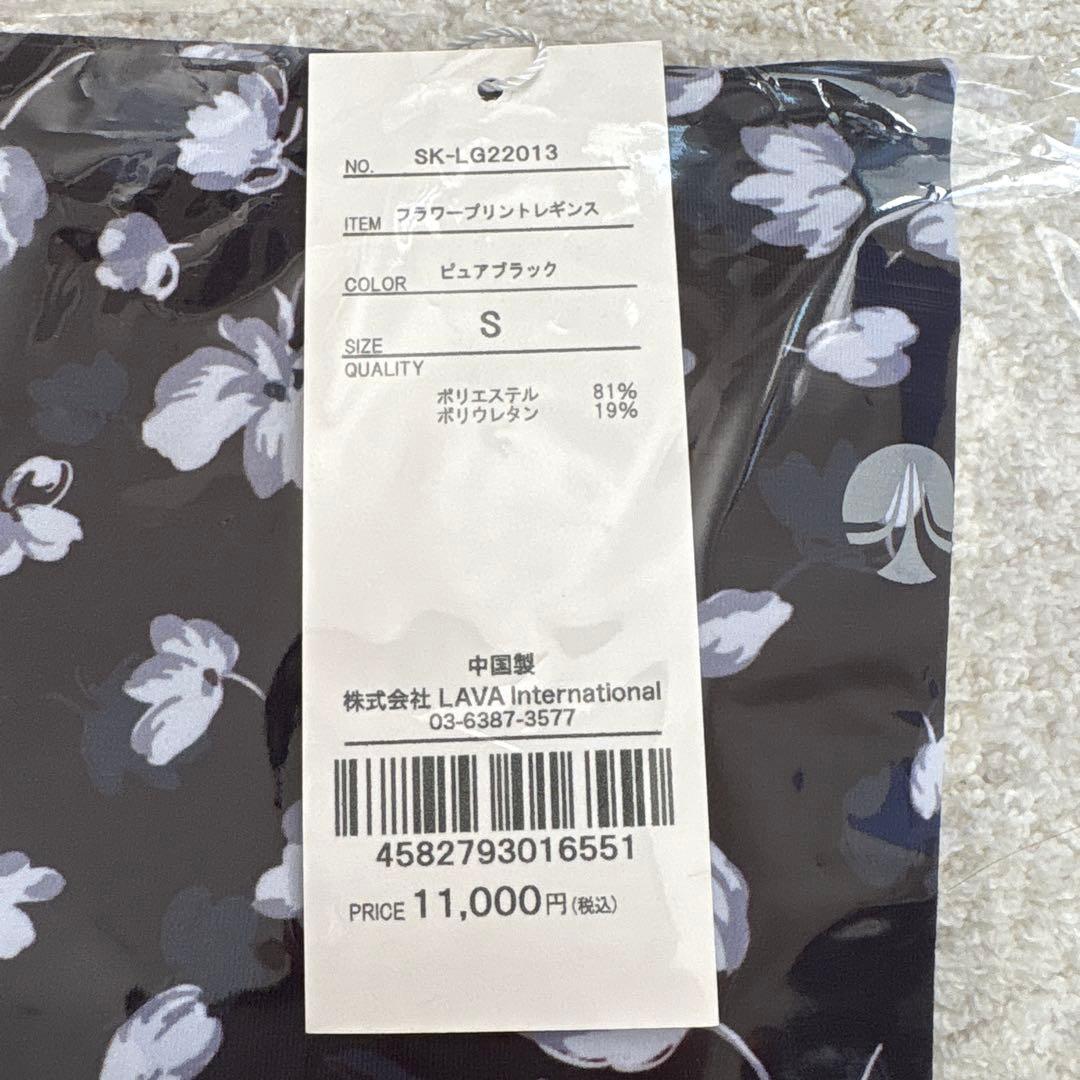 NO. SK-LG22013
ITEM フラワープリントレギンス
COLOR ピュアブラック
SIZE S
QUALITY
ポリエステル 81%
ポリウレタン 19%
中国製
株式会社 LAVA International
03-6387-3577
4582793016551
PRICE 11,000円(税込)